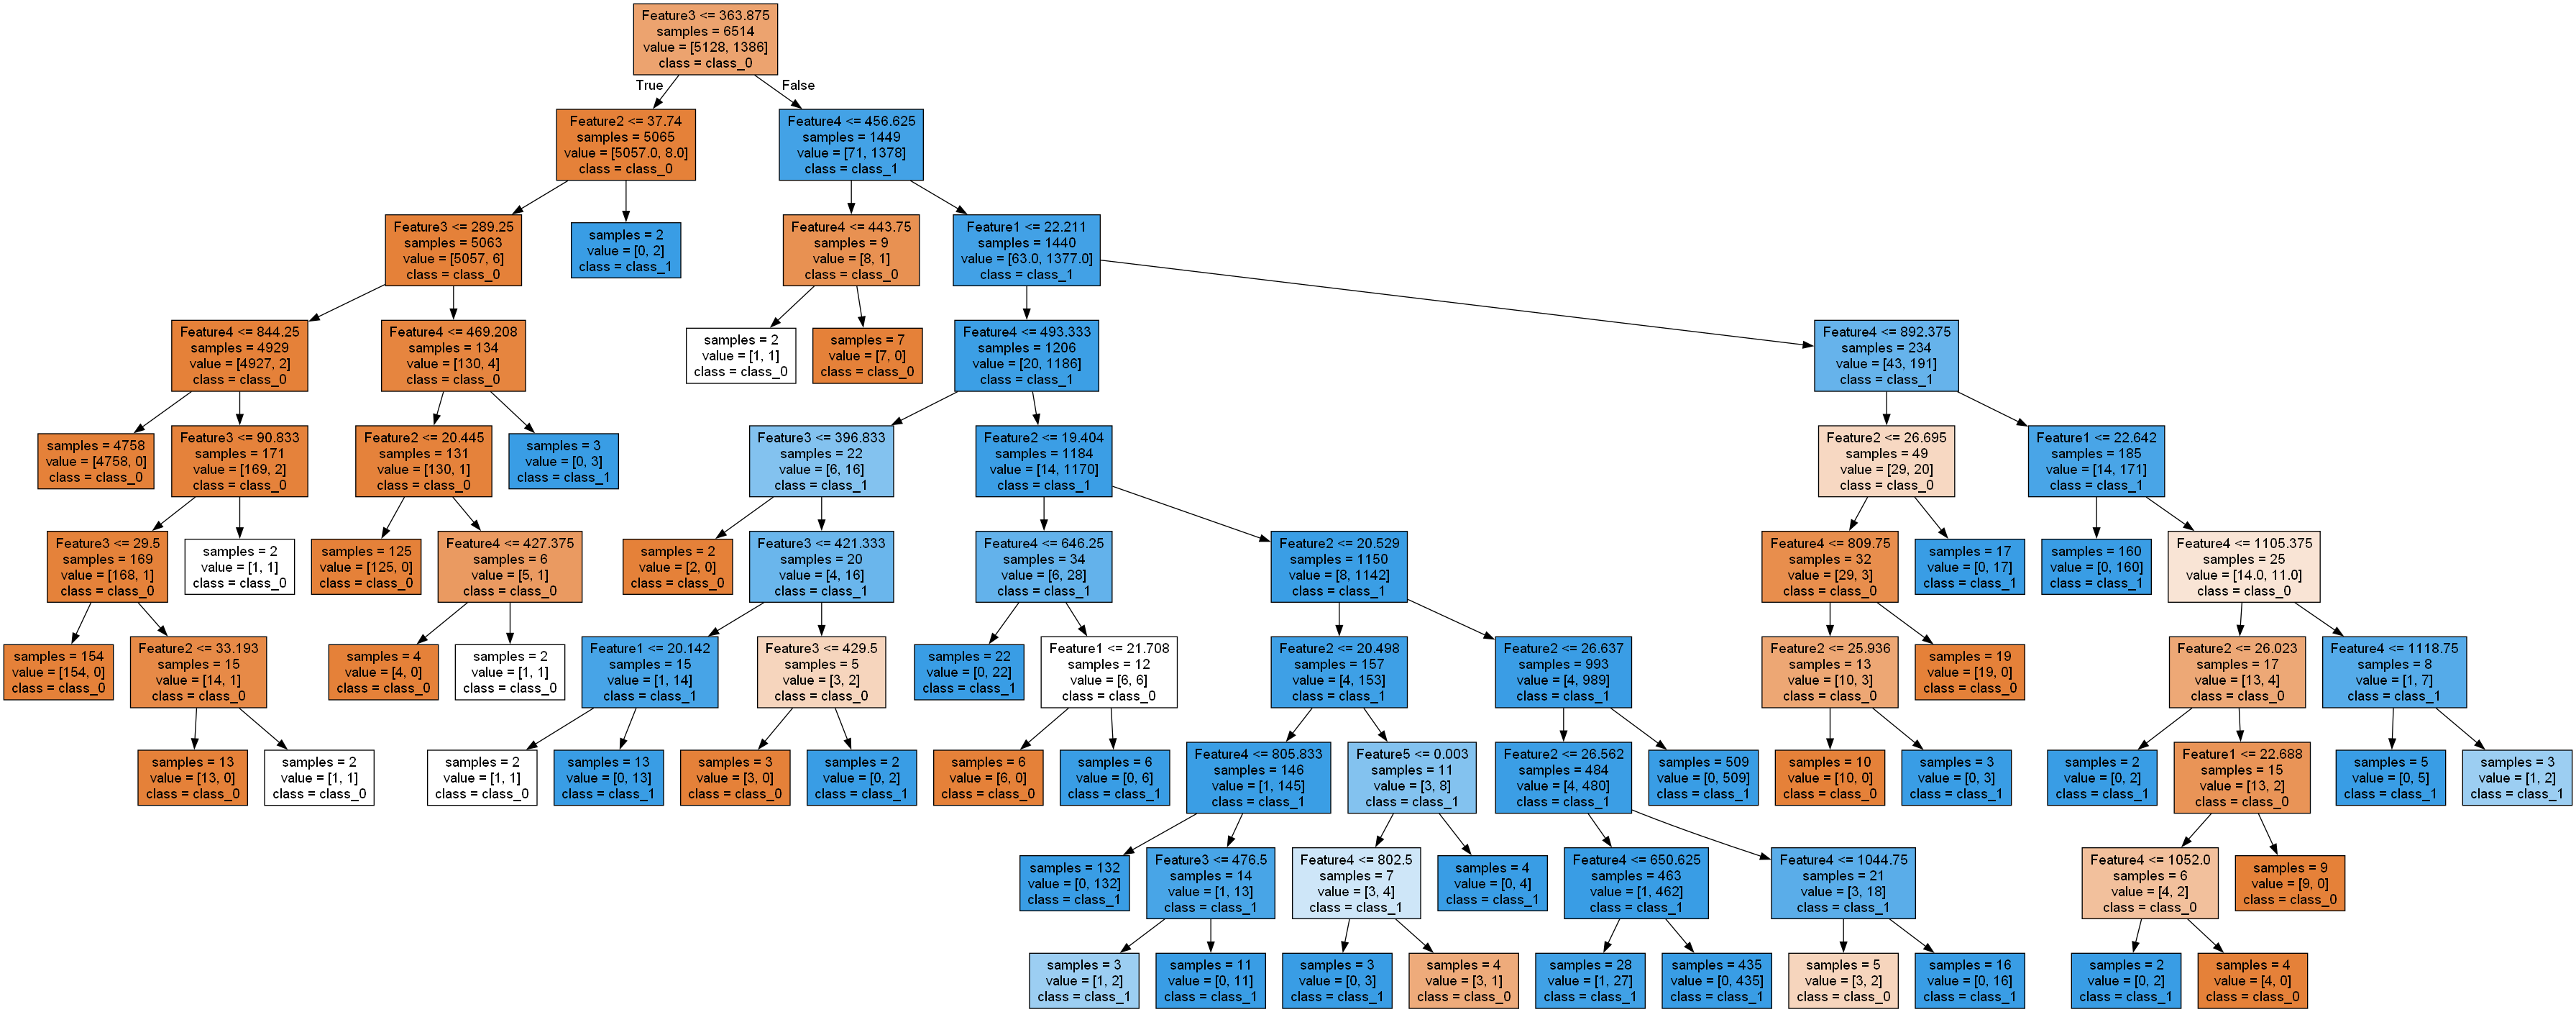 Feature3 <= 363.875
samples = 6514
value = [5128, 1386]
class = class_0
True
False
Feature2 <= 37.74
samples = 5065
value = [5057.0, 8.0]
class = class_0
Feature4 <= 456.625
samples = 1449
value = [71, 1378]
class = class_1
Feature3 <= 289.25
samples = 5063
value = [5057, 6]
class = class_0
samples = 2
value = [0, 2]
class = class_1
Feature4 <= 443.75
samples = 9
value = [8, 1]
class = class_0
Feature1 <= 22.211
samples = 1440
value = [63.0, 1377.0]
class = class_1
Feature4 <= 844.25
samples = 4929
value = [4927, 2]
class = class_0
Feature4 <= 469.208
samples = 134
value = [130, 4]
class = class_0
samples = 2
value = [1, 1]
class = class_0
samples = 7
value = [7, 0]
class = class_0
Feature4 <= 493.333
samples = 1206
value = [20, 1186]
class = class_1
Feature4 <= 892.375
samples = 234
value = [43, 191]
class = class_1
samples = 4758
value = [4758, 0]
class = class_0
Feature3 <= 90.833
samples = 171
value = [169, 2]
class = class_0
Feature2 <= 20.445
samples = 131
value = [130, 1]
class = class_0
samples = 3
value = [0, 3]
class = class_1
Feature3 <= 396.833
samples = 22
value = [6, 16]
class = class_1
Feature2 <= 19.404
samples = 1184
value = [14, 1170]
class = class_1
Feature2 <= 26.695
samples = 49
value = [29, 20]
class = class_0
Feature1 <= 22.642
samples = 185
value = [14, 171]
class = class_1
Feature3 <= 29.5
samples = 169
value = [168, 1]
class = class_0
samples = 2
value = [1, 1]
class = class_0
samples = 125
value = [125, 0]
class = class_0
Feature4 <= 427.375
samples = 6
value = [5, 1]
class = class_0
samples = 2
value = [2, 0]
class = class_0
Feature3 <= 421.333
samples = 20
value = [4, 16]
class = class_1
Feature4 <= 646.25
samples = 34
value = [6, 28]
class = class_1
Feature2 <= 20.529
samples = 1150
value = [8, 1142]
class = class_1
Feature4 <= 809.75
samples = 32
value = [29, 3]
class = class_0
samples = 17
value = [0, 17]
class = class_1
samples = 160
value = [0, 160]
class = class_1
Feature4 <= 1105.375
samples = 25
value = [14.0, 11.0]
class = class_0
samples = 154
value = [154, 0]
class = class_0
Feature2 <= 33.193
samples = 15
value = [14, 1]
class = class_0
samples = 4
value = [4, 0]
class = class_0
samples = 2
value = [1, 1]
class = class_0
Feature1 <= 20.142
samples = 15
value = [1, 14]
class = class_1
Feature3 <= 429.5
samples = 5
value = [3, 2]
class = class_0
samples = 22
value = [0, 22]
class = class_1
Feature1 <= 21.708
samples = 12
value = [6, 6]
class = class_0
Feature2 <= 20.498
samples = 157
value = [4, 153]
class = class_1
Feature2 <= 26.637
samples = 993
value = [4, 989]
class = class_1
Feature2 <= 25.936
samples = 13
value = [10, 3]
class = class_0
samples = 19
value = [19, 0]
class = class_0
Feature2 <= 26.023
samples = 17
value = [13, 4]
class = class_0
Feature4 <= 1118.75
samples = 8
value = [1, 7]
class = class_1
samples = 13
value = [13, 0]
class = class_0
samples = 2
value = [1, 1]
class = class_0
samples = 2
value = [1, 1]
class = class_0
samples = 13
value = [0, 13]
class = class_1
samples = 3
value = [3, 0]
class = class_0
samples = 2
value = [0, 2]
class = class_1
samples = 6
value = [6, 0]
class = class_0
samples = 6
value = [0, 6]
class = class_1
Feature4 <= 805.833
samples = 146
value = [1, 145]
class = class_1
Feature5 <= 0.003
samples = 11
value = [3, 8]
class = class_1
Feature2 <= 26.562
samples = 484
value = [4, 480]
class = class_1
samples = 509
value = [0, 509]
class = class_1
samples = 10
value = [10, 0]
class = class_0
samples = 3
value = [0, 3]
class = class_1
samples = 2
value = [0, 2]
class = class_1
Feature1 <= 22.688
samples = 15
value = [13, 2]
class = class_0
samples = 5
value = [0, 5]
class = class_1
samples = 3
value = [1, 2]
class = class_1
samples = 132
value = [0, 132]
class = class_1
Feature3 <= 476.5
samples = 14
value = [1, 13]
class = class_1
Feature4 <= 802.5
samples = 7
value = [3, 4]
class = class_1
samples = 4
value = [0, 4]
class = class_1
Feature4 <= 650.625
samples = 463
value = [1, 462]
class = class_1
Feature4 <= 1044.75
samples = 21
value = [3, 18]
class = class_1
Feature4 <= 1052.0
samples = 6
value = [4, 2]
class = class_0
samples = 9
value = [9, 0]
class = class_0
samples = 3
value = [1, 2]
class = class_1
samples = 11
value = [0, 11]
class = class_1
samples = 3
value = [0, 3]
class = class_1
samples = 4
value = [3, 1]
class = class_0
samples = 28
value = [1, 27]
class = class_1
samples = 435
value = [0, 435]
class = class_1
samples = 5
value = [3, 2]
class = class_0
samples = 16
value = [0, 16]
class = class_1
samples = 2
value = [0, 2]
class = class_1
samples = 4
value = [4, 0]
class = class_0